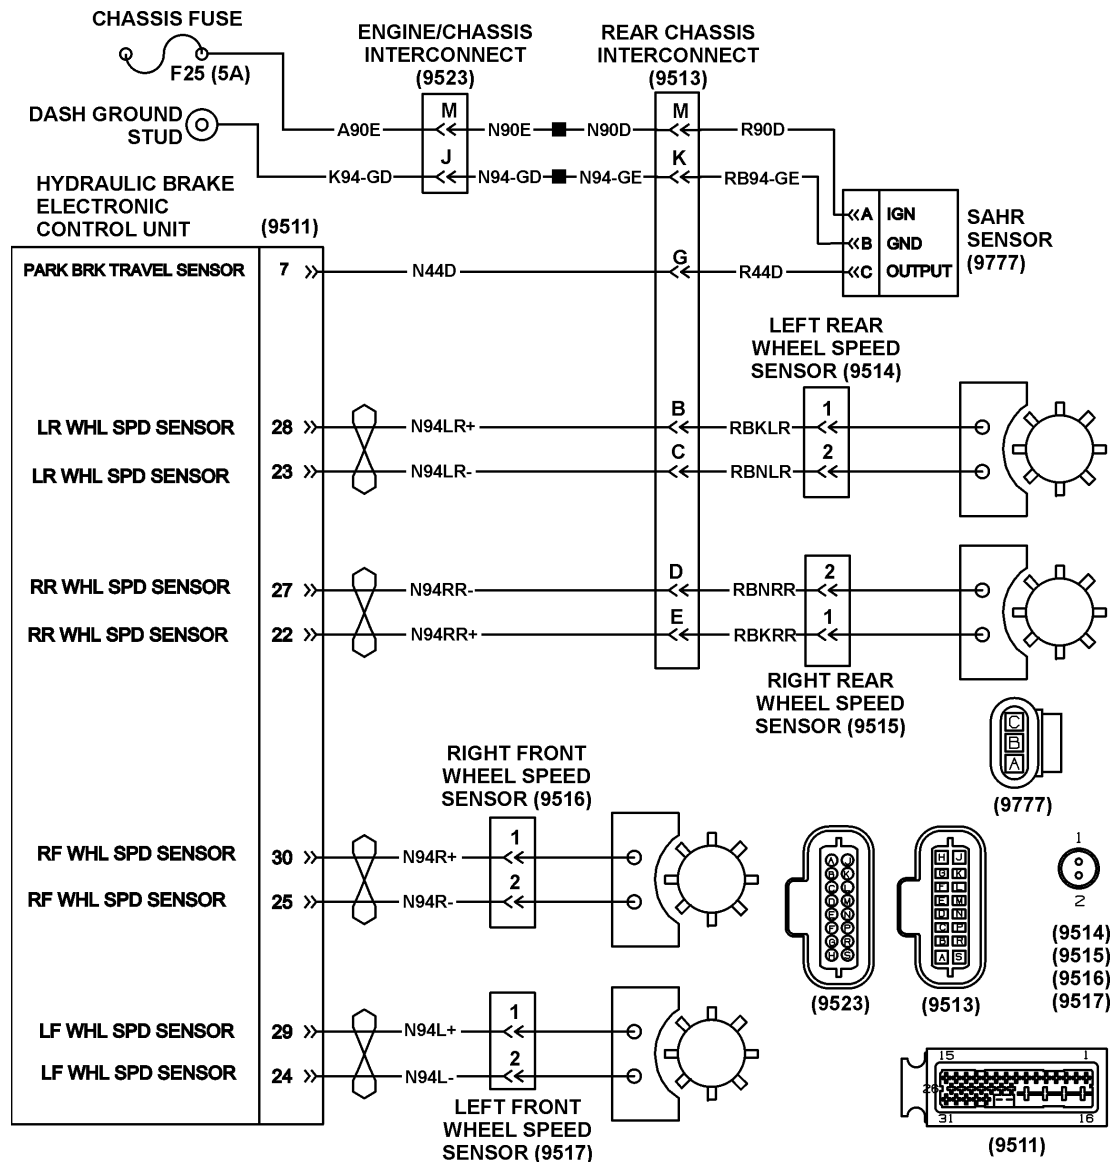 CHASSIS FUSE
F25 (5A)
DASH GROUND
STUD
ENGINE/CHASSIS
INTERCONNECT
(9523)
REAR CHASSIS
INTERCONNECT
(9513)
M
M
A90E
N90E
N90D
R90D
J
K
K94-GD
N94-GD
N94-GE
RB94-GE
HYDRAULIC BRAKE
ELECTRONIC
CONTROL UNIT
(9511)
A IGN
B GND
C OUTPUT
SAHR
SENSOR
(9777)
PARK BRK TRAVEL SENSOR 7
N44D
G
R44D
LEFT REAR
WHEEL SPEED
SENSOR (9514)
LR WHL SPD SENSOR 28
N94LR+
B
RBKLR
1
LR WHL SPD SENSOR 23
N94LR-
C
RBNLR
2
RR WHL SPD SENSOR 27
N94RR-
D
RBNRR
2
RR WHL SPD SENSOR 22
N94RR+
E
RBKRR
1
RIGHT REAR
WHEEL SPEED
SENSOR (9515)
C
B
A
(9777)
RIGHT FRONT
WHEEL SPEED
SENSOR (9516)
RF WHL SPD SENSOR 30
N94R+
1
RF WHL SPD SENSOR 25
N94R-
2
A J
B K
C L
D M
E N
F P
G R
H S
(9523)
H J
G K
F L
E M
D N
C P
B R
A S
(9513)
1
2
(9514)
(9515)
(9516)
(9517)
LF WHL SPD SENSOR 29
N94L+
1
LF WHL SPD SENSOR 24
N94L-
2
LEFT FRONT
WHEEL SPEED
SENSOR (9517)
15 1
26
31 16
(9511)